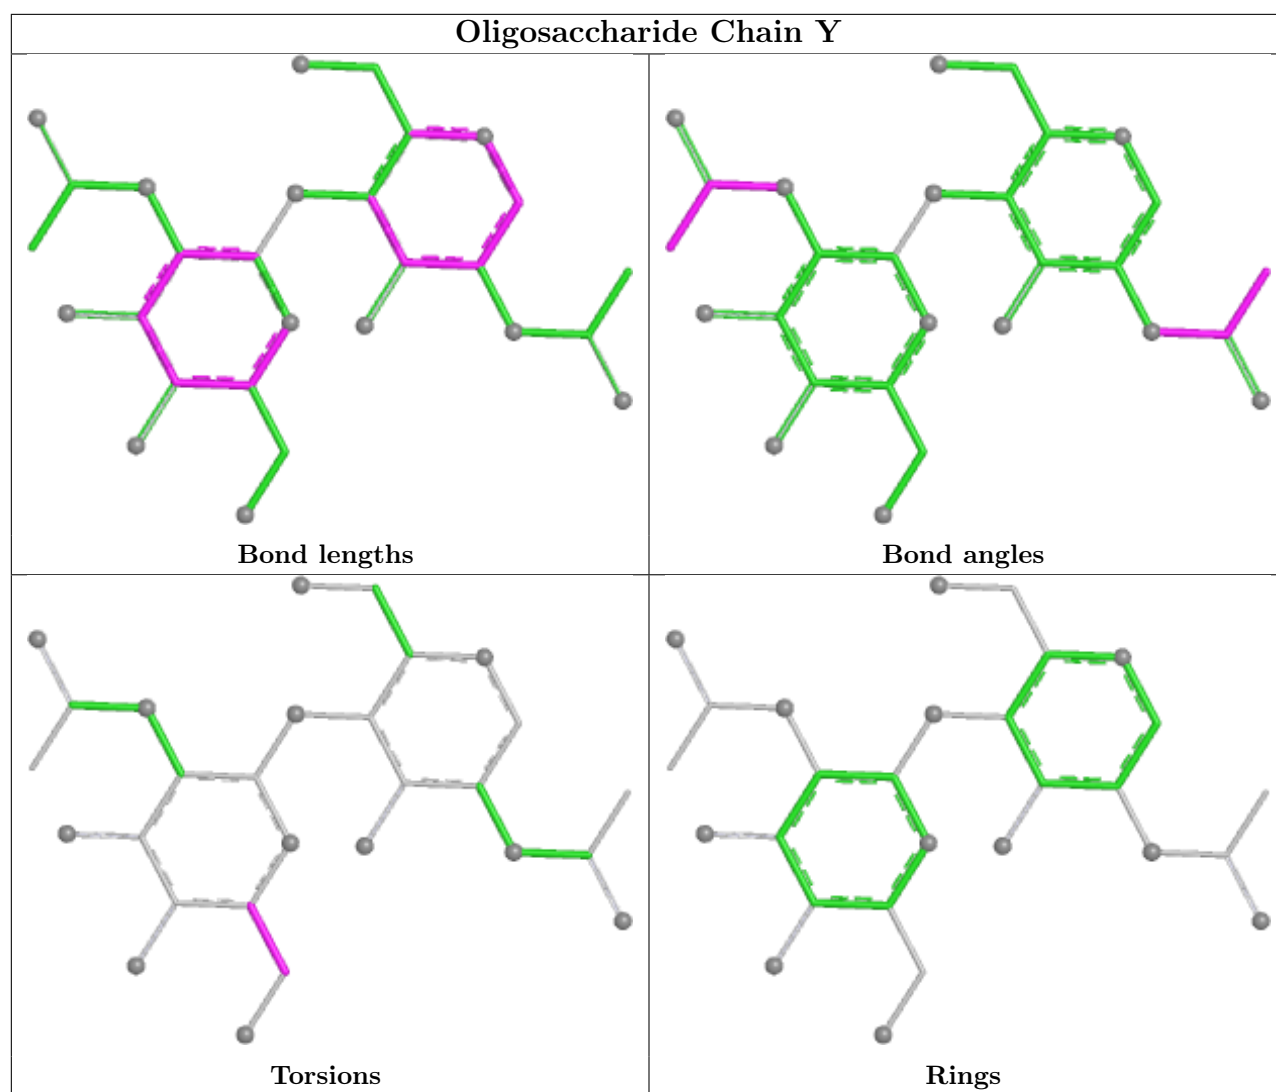 Oligosaccharide Chain Y
Bond lengths
Bond angles
Torsions
Rings